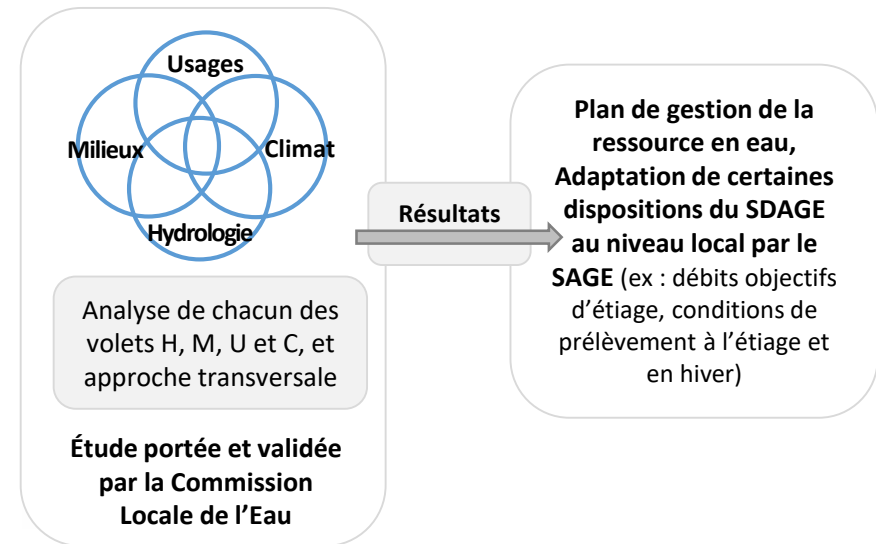 Usages
Milieux
Climat
Hydrologie
Analyse de chacun des
volets H, M, U et C, et
approche transversale
Étude portée et validée
par la Commission
Locale de l’Eau
Résultats
Plan de gestion de la
ressource en eau,
Adaptation de certaines
dispositions du SDAGE
au niveau local par le
SAGE (ex : débits objectifs
d’étiage, conditions de
prélèvement à l’étiage et
en hiver)